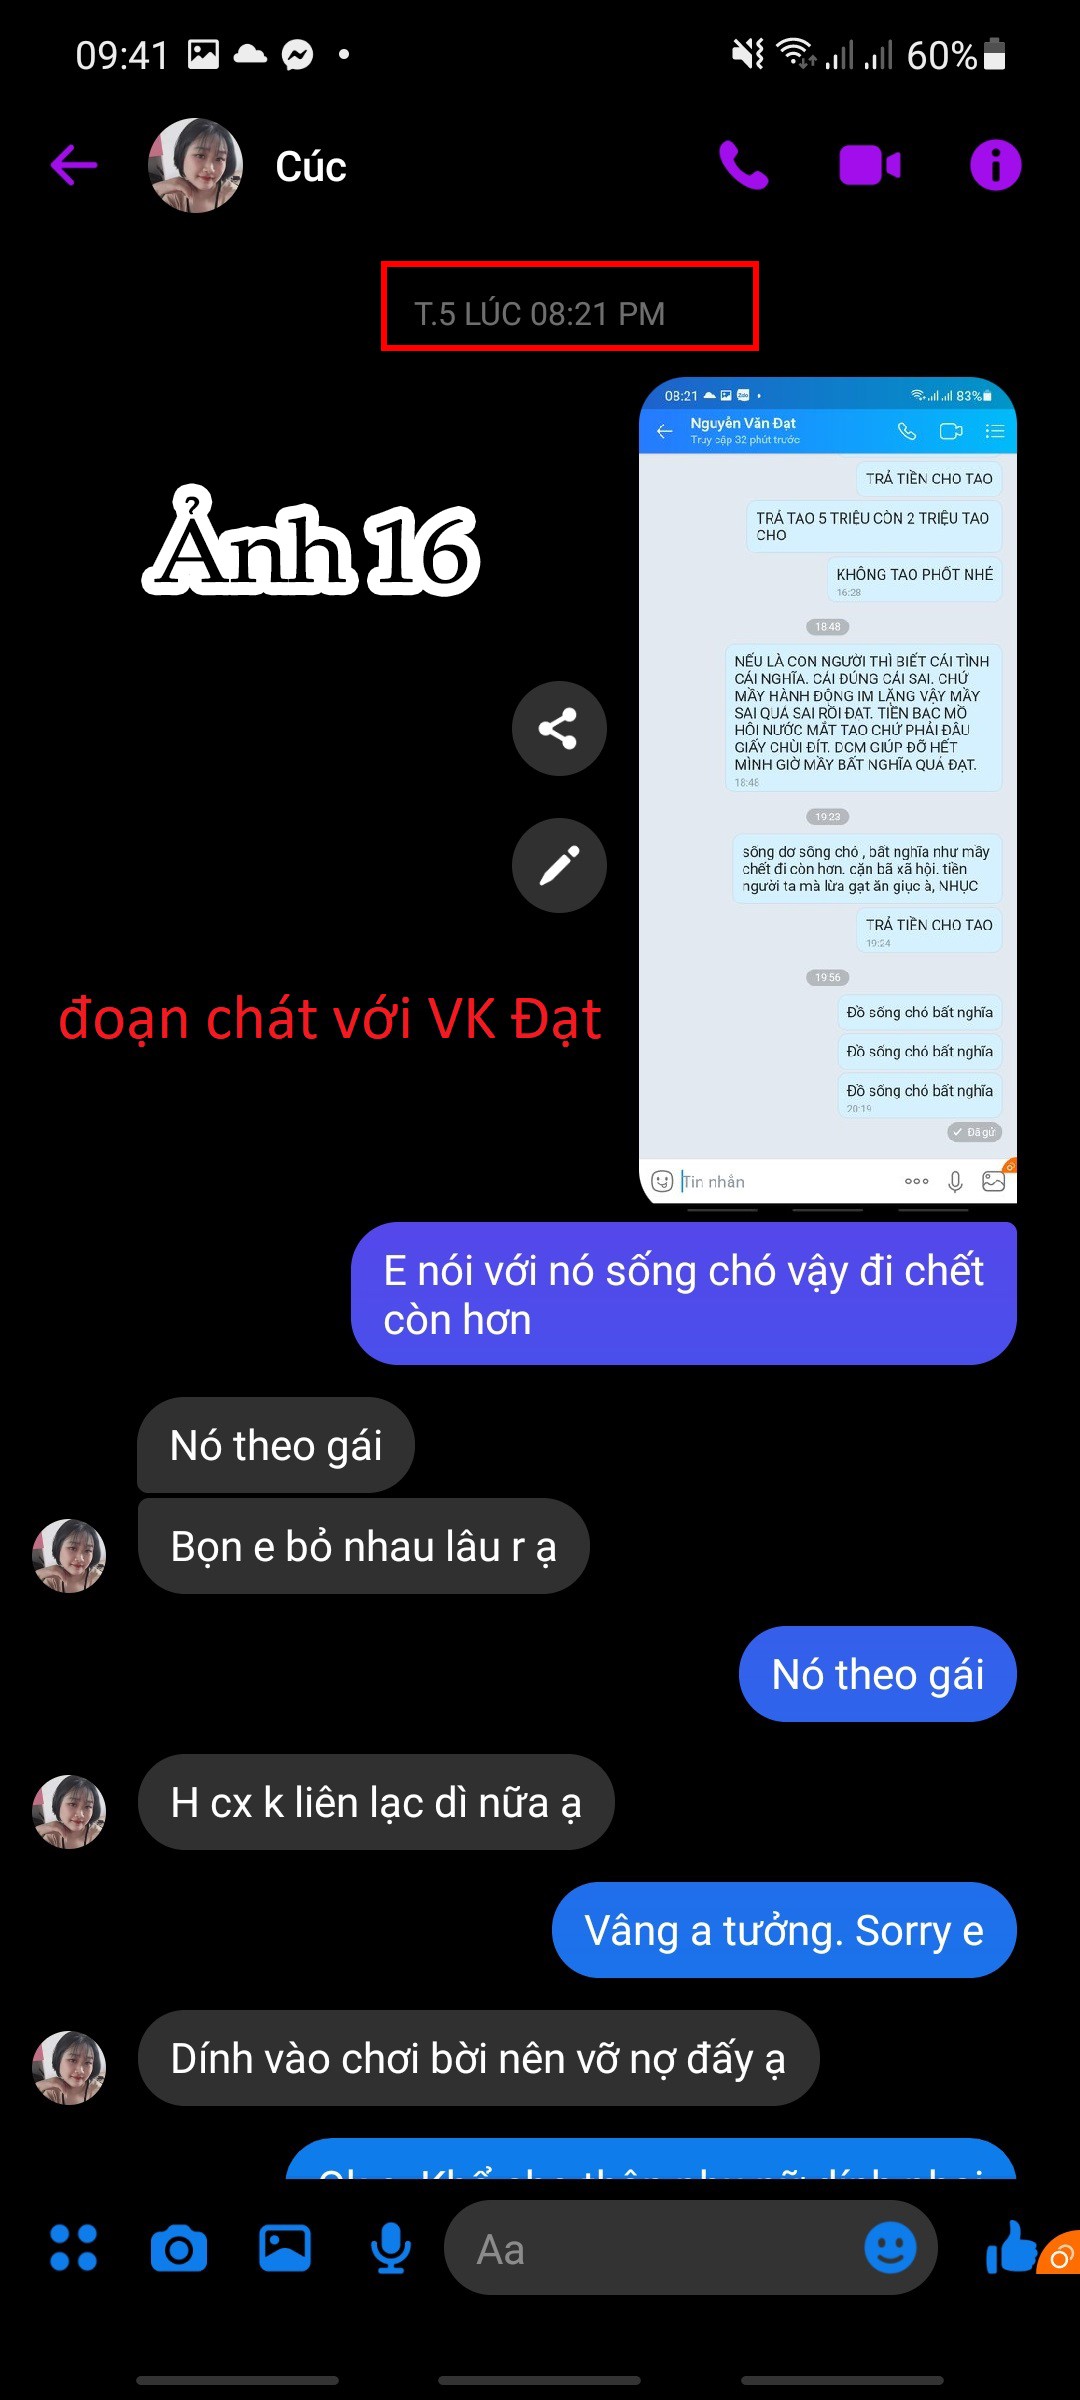 09:41
60%
Cúc
T.5 LÚC 08:21 PM
08:21
83%
Nguyễn Văn Đạt
Truy cập 32 phút trước
TRẢ TIỀN CHO TAO
TRẢ TAO 5 TRIỆU CÒN 2 TRIỆU TAO
CHO
KHÔNG TAO PHỐT NHÉ
16:28
18:48
NẾU LÀ CON NGƯỜI THÌ BIẾT CÁI TÌNH
CÁI NGHĨA. CÁI ĐÚNG CÁI SAI. CHỨ
MẦY HÀNH ĐỘNG IM LẶNG VẬY MẦY
SAI QUÁ SAI RỒI ĐẠT. TIỀN BẠC MỒ
HÔI NƯỚC MẮT TAO CHỨ PHẢI ĐÂU
GIẤY CHÙI ĐÍT. DCM GIÚP ĐỠ HẾT
MÌNH GIỜ MẦY BẤT NGHĨA QUÁ ĐẠT.
18:48
19:23
sống dơ sống chó , bất nghĩa như mầy
chết đi còn hơn. cặn bã xã hội. tiền
người ta mà lừa gạt ăn giục à, NHỤC
TRẢ TIỀN CHO TAO
19:24
19:56
Đồ sống chó bất nghĩa
Đồ sống chó bất nghĩa
Đồ sống chó bất nghĩa
20:19
Đã gử
Tin nhắn
Ảnh 16
đoạn chát với VK Đạt
E nói với nó sống chó vậy đi chết
còn hơn
Nó theo gái
Bọn e bỏ nhau lâu r ạ
Nó theo gái
H cx k liên lạc dì nữa ạ
Vâng a tưởng. Sorry e
Dính vào chơi bời nên vỡ nợ đấy ạ
Aa